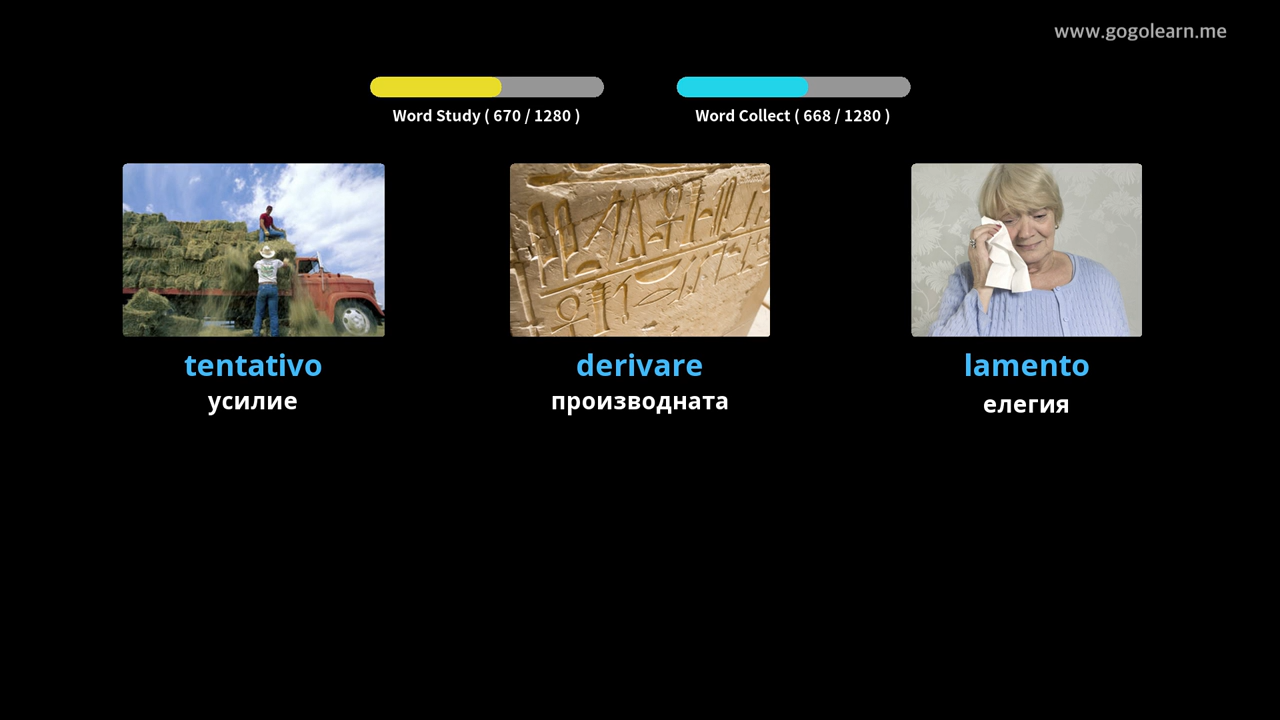 www.gogolearn.me
Word Study ( 670 / 1280 )
Word Collect ( 668 / 1280 )
tentativo
усилие
derivare
производната
lamento
елегия